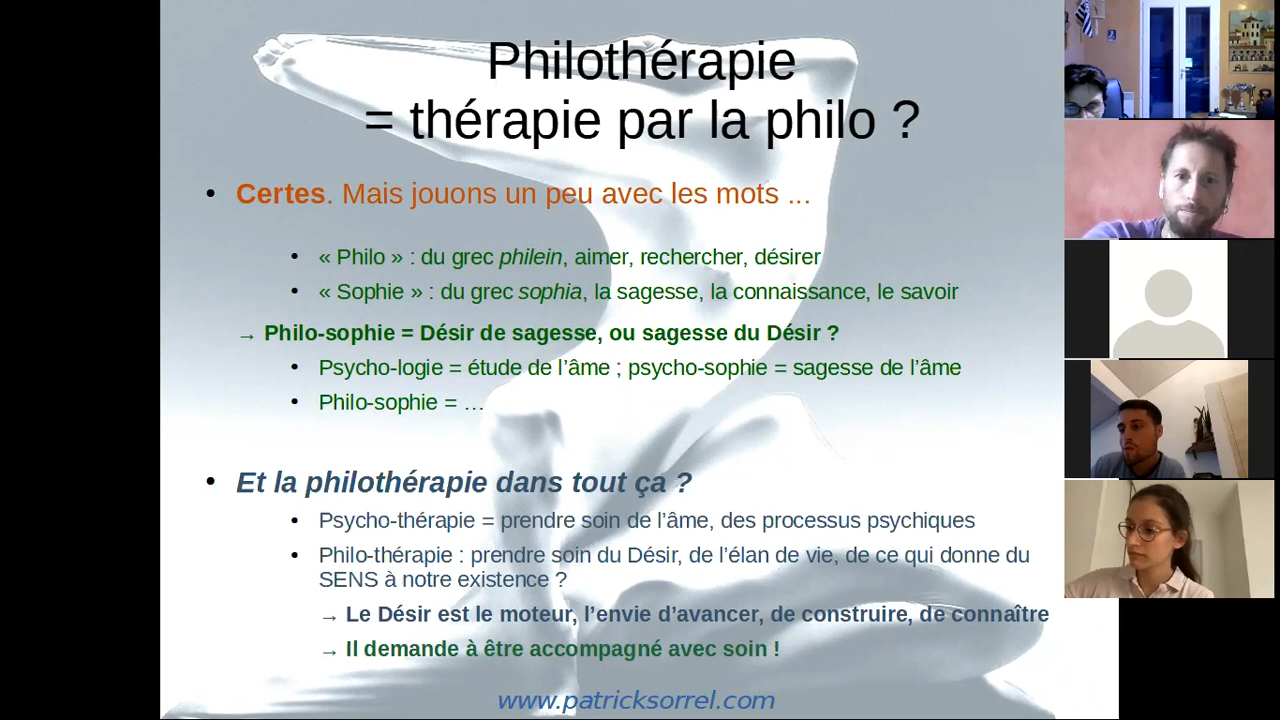 Philothérapie
= thérapie par la philo ?
• Certes. Mais jouons un peu avec les mots ...
• « Philo » : du grec philein, aimer, rechercher, désirer
• « Sophie » : du grec sophia, la sagesse, la connaissance, le savoir
→ Philo-sophie = Désir de sagesse, ou sagesse du Désir ?
• Psycho-logie = étude de l’âme ; psycho-sophie = sagesse de l’âme
• Philo-sophie = …
• Et la philothérapie dans tout ça ?
• Psycho-thérapie = prendre soin de l’âme, des processus psychiques
• Philo-thérapie : prendre soin du Désir, de l’élan de vie, de ce qui donne du
SENS à notre existence ?
→ Le Désir est le moteur, l’envie d’avancer, de construire, de connaître
→ Il demande à être accompagné avec soin !
www.patricksorrel.com